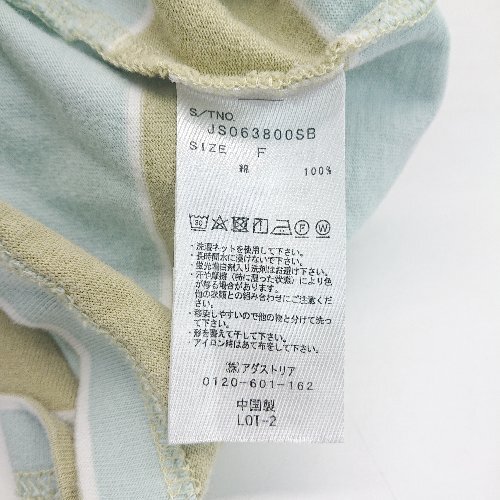 S/TNO.
JS063800SB
SIZE F
綿 100%
30 F W
・洗濯ネットを使用して下さい。
・長時間水に漬けないで下さい。
・蛍光増白剤入り洗剤はお避け下さい。
・汗や摩擦(特に湿った状態)により色
が移る場合があります。
他の衣類との組み合わせにご注意くださ
い。
・移染しやすいので他の物と分けて洗っ
て下さい。
・形を整えて干して下さい。
・アイロン時はあて布をして下さい。
(株)アダストリア
0120-601-162
中国製
LOT-2